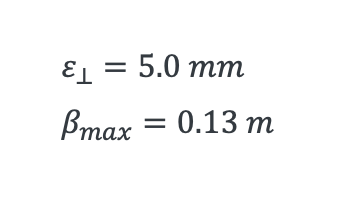 ε⊥ = 5.0 mm
βmax = 0.13 m